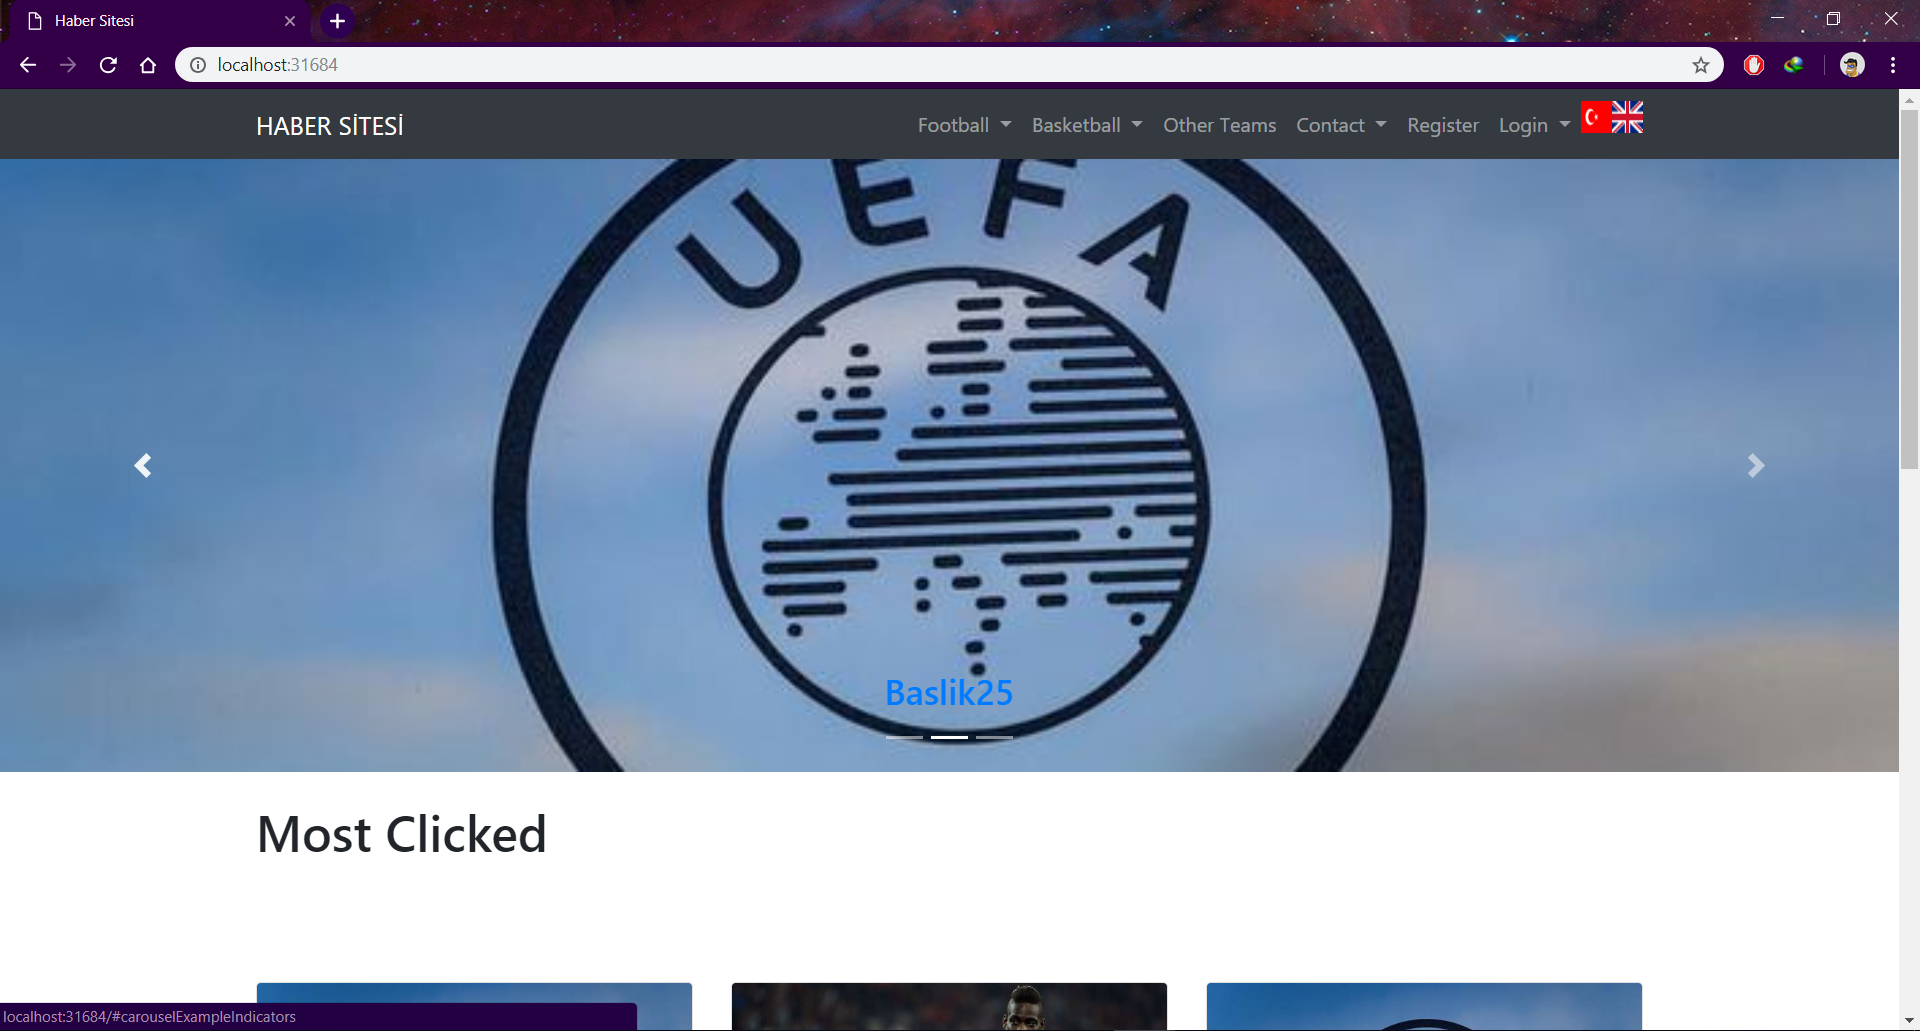 Haber Sitesi
localhost:31684
HABER SİTESİ
Football
Basketball
Other Teams
Contact
Register
Login
UEFA
Baslik25
Most Clicked
localhost:31684/#carouselExampleIndicators